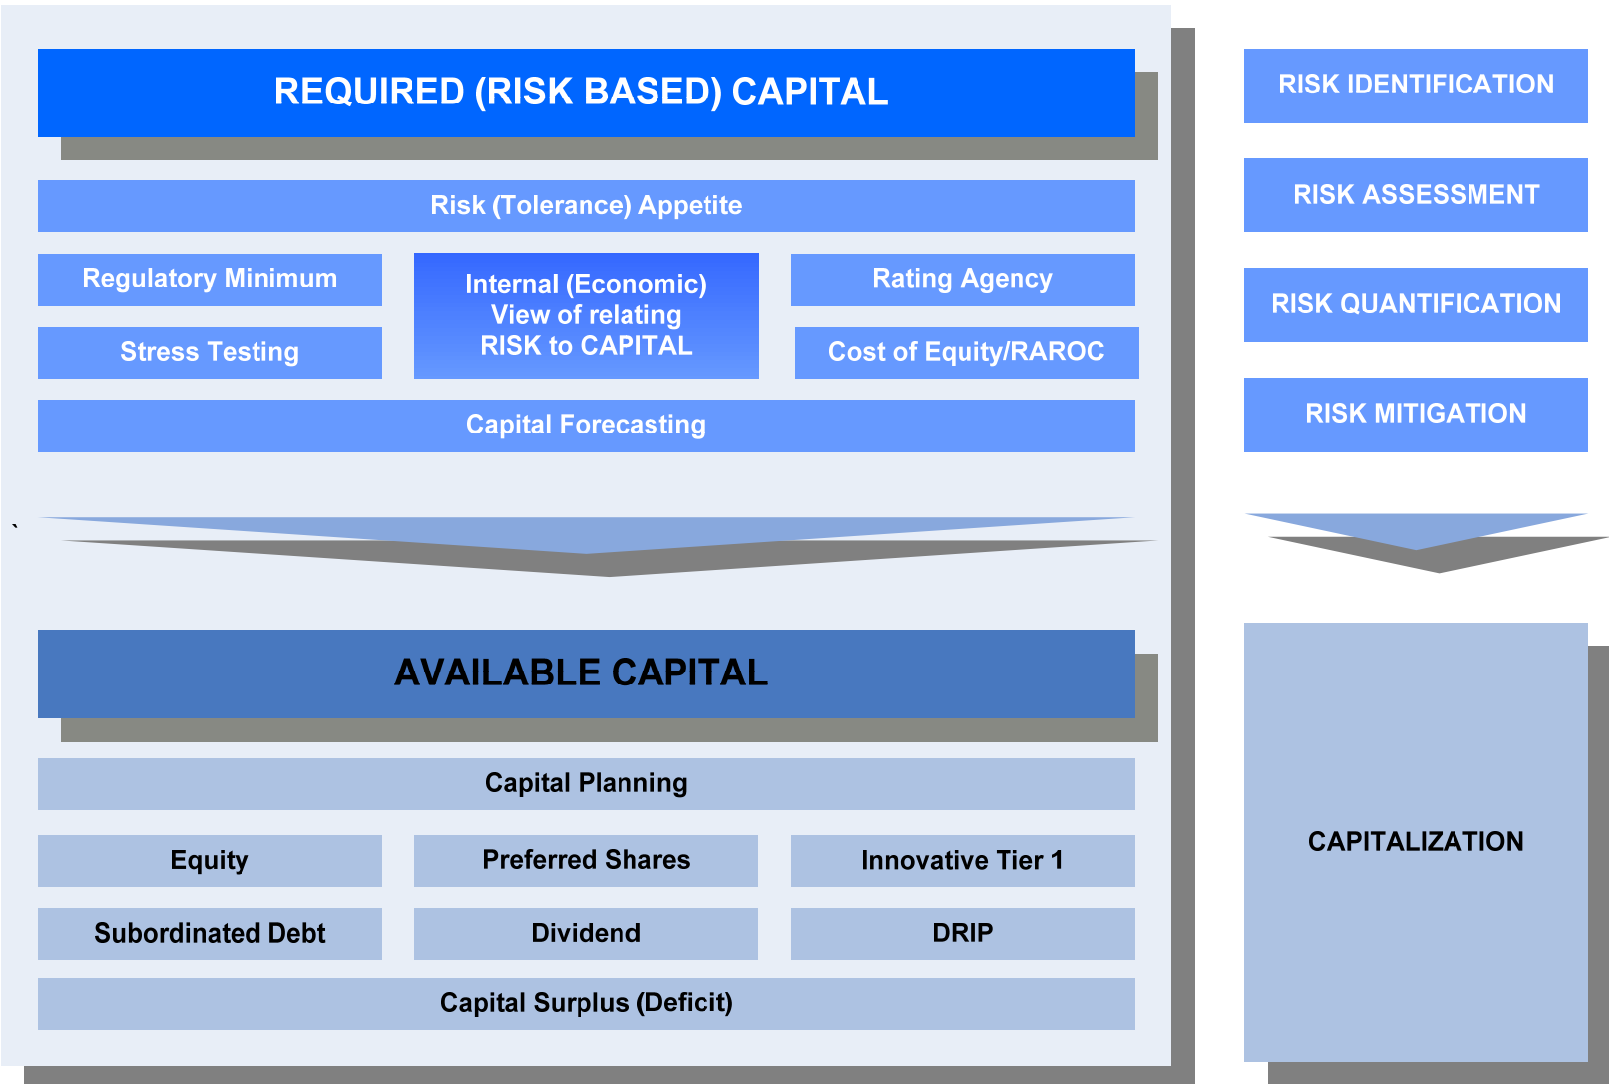 REQUIRED (RISK BASED) CAPITAL
Risk (Tolerance) Appetite
Regulatory Minimum
Internal (Economic)
View of relating
RISK to CAPITAL
Rating Agency
Stress Testing
Cost of Equity/RAROC
Capital Forecasting
`
AVAILABLE CAPITAL
Capital Planning
Equity
Preferred Shares
Innovative Tier 1
Subordinated Debt
Dividend
DRIP
Capital Surplus (Deficit)
RISK IDENTIFICATION
RISK ASSESSMENT
RISK QUANTIFICATION
RISK MITIGATION
CAPITALIZATION